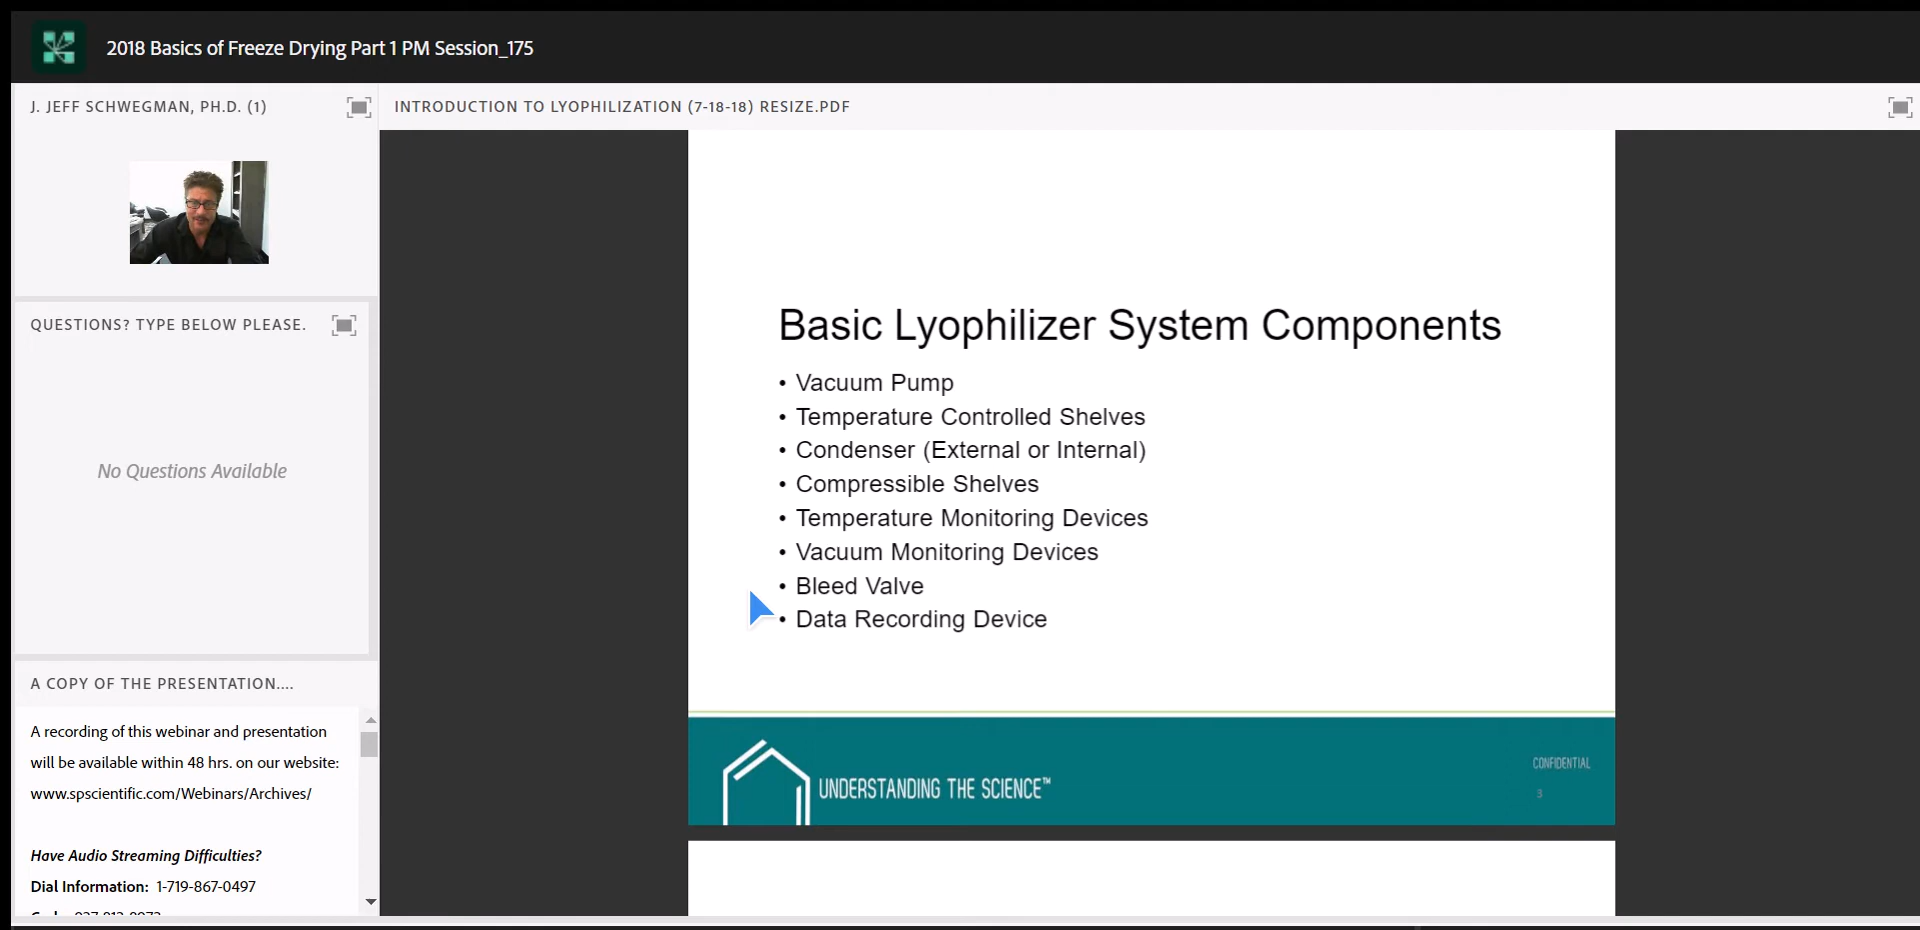 2018 Basics of Freeze Drying Part 1 PM Session_175
J. JEFF SCHWEGMAN, PH.D. (1)
INTRODUCTION TO LYOPHILIZATION (7-18-18) RESIZE.PDF
QUESTIONS? TYPE BELOW PLEASE.
No Questions Available
A COPY OF THE PRESENTATION....
A recording of this webinar and presentation
will be available within 48 hrs. on our website:
www.spscientific.com/Webinars/Archives/
Have Audio Streaming Difficulties?
Dial Information: 1-719-867-0497
Basic Lyophilizer System Components
• Vacuum Pump
• Temperature Controlled Shelves
• Condenser (External or Internal)
• Compressible Shelves
• Temperature Monitoring Devices
• Vacuum Monitoring Devices
• Bleed Valve
• Data Recording Device
UNDERSTANDING THE SCIENCE™
CONFIDENTIAL
3